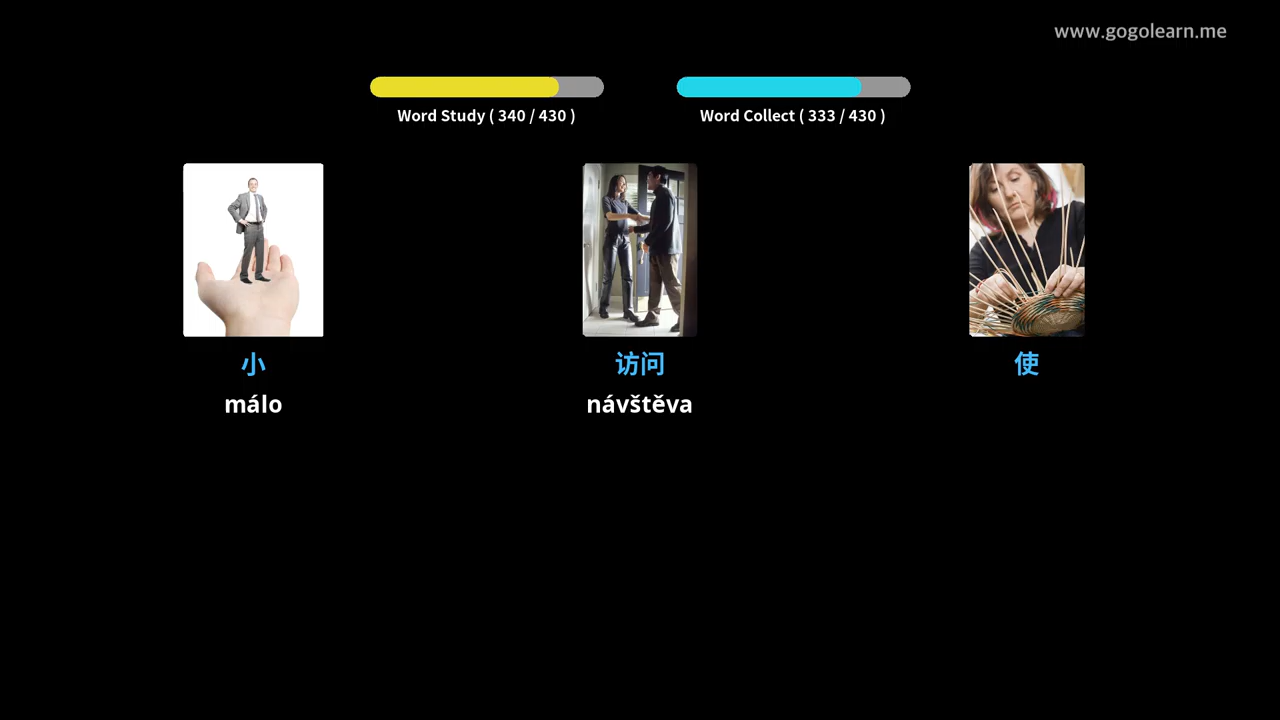 www.gogolearn.me
Word Study ( 340 / 430 )
Word Collect ( 333 / 430 )
小
访问
使
málo
návštěva